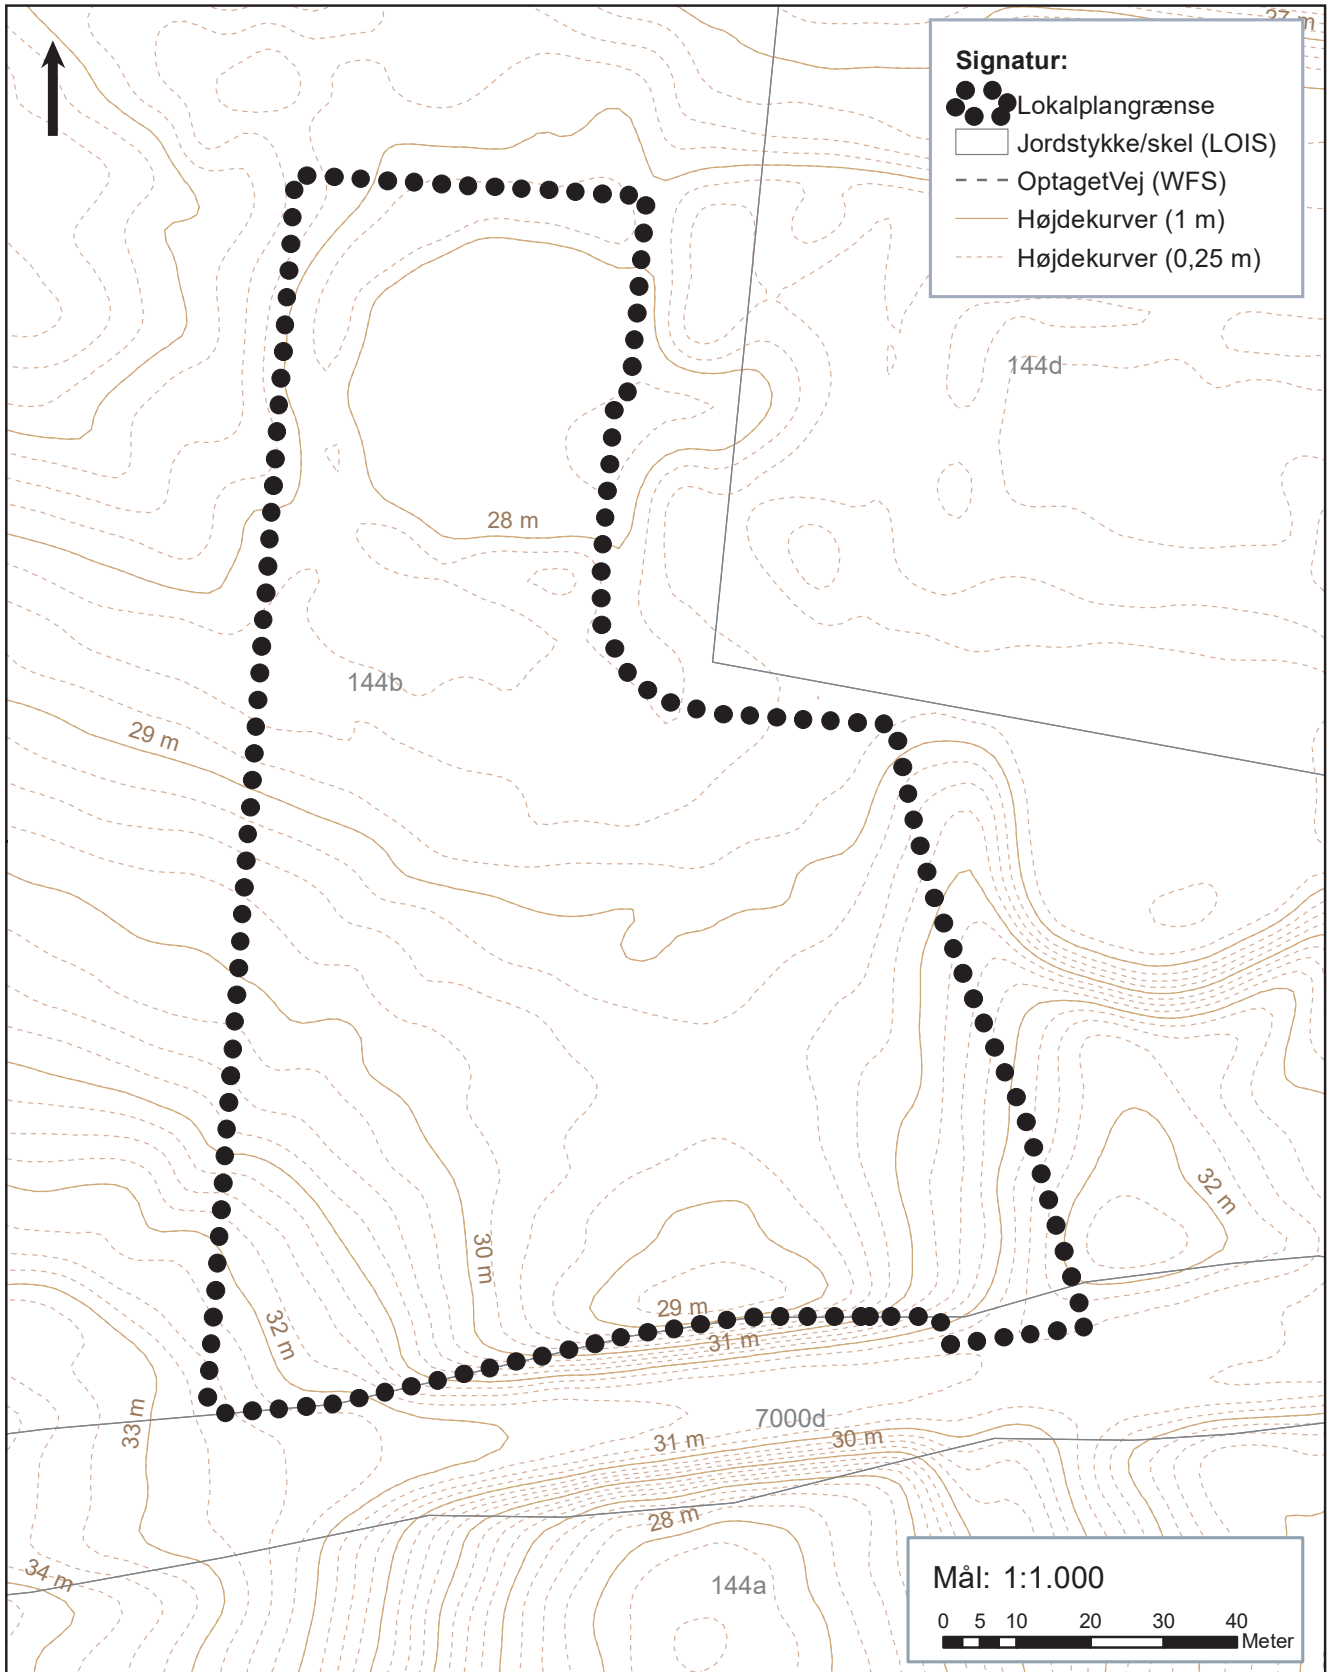 27 m
Signatur:
Lokalplangrænse
Jordstykke/skel (LOIS)
OptagetVej (WFS)
Højdekurver (1 m)
Højdekurver (0,25 m)
144d
28 m
144b
29 m
32 m
30 m
29 m
32 m
31 m
33 m
7000d
31 m
30 m
28 m
34 m
144a
Mål: 1:1.000
0 5 10 20 30 40
Meter